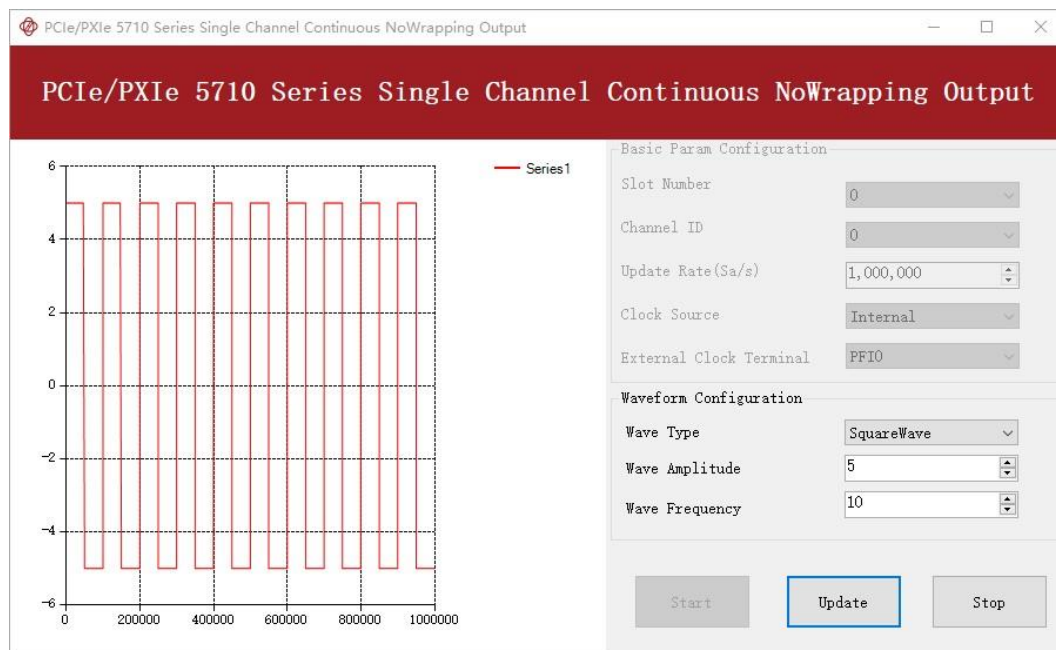 PCIe/PXIe 5710 Series Single Channel Continuous NoWrapping Output
PCIe/PXIe 5710 Series Single Channel Continuous NoWrapping Output
6
4
2
0
-2
-4
-6
0
200000
400000
600000
800000
1000000
Series1
Basic Param Configuration
Slot Number
0
Channel ID
0
Update Rate(Sa/s)
1,000,000
Clock Source
Internal
External Clock Terminal
PFI0
Waveform Configuration
Wave Type
SquareWave
Wave Amplitude
5
Wave Frequency
10
Start
Update
Stop